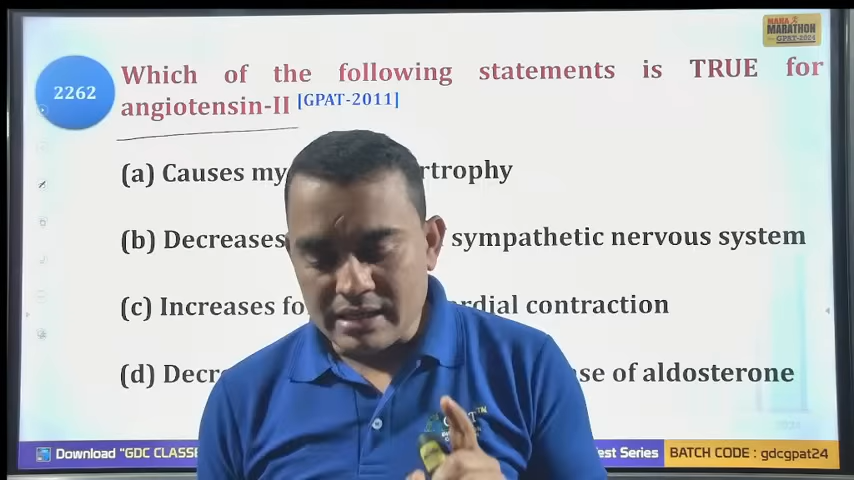 MAHA
MARATHON
GPAT-2024
2262
Which of the following statements is TRUE for
angiotensin-II [GPAT-2011]
(a) Causes my rtrophy
(b) Decreases sympathetic nervous system
(c) Increases fo rdial contraction
(d) Decr se of aldosterone
Download "GDC CLASSE est Series BATCH CODE : gdcgpat24